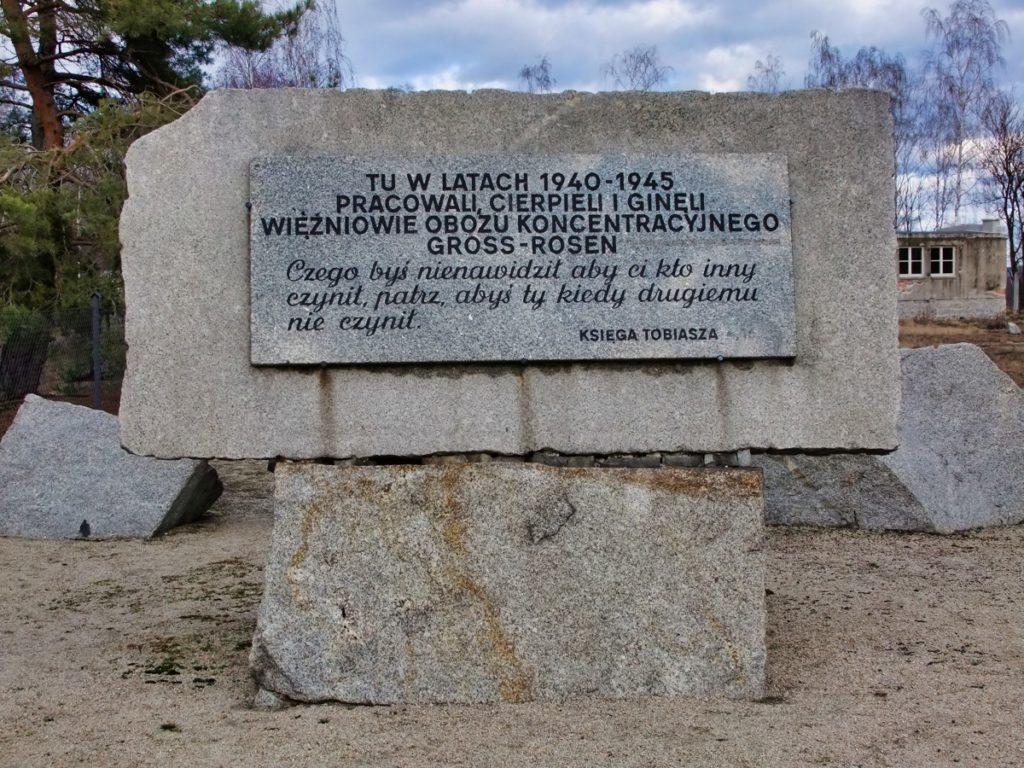 TU W LATACH 1940-1945
PRACOWALI, CIERPIELI I GINĘLI
WIĘŹNIOWIE OBOZU KONCENTRACYJNEGO
GROSS-ROSEN
Czego byś nienawidził aby ci kto inny
czynił, patrz, abyś ty kiedy drugiemu
nie czynił.
KSIĘGA TOBIASZA